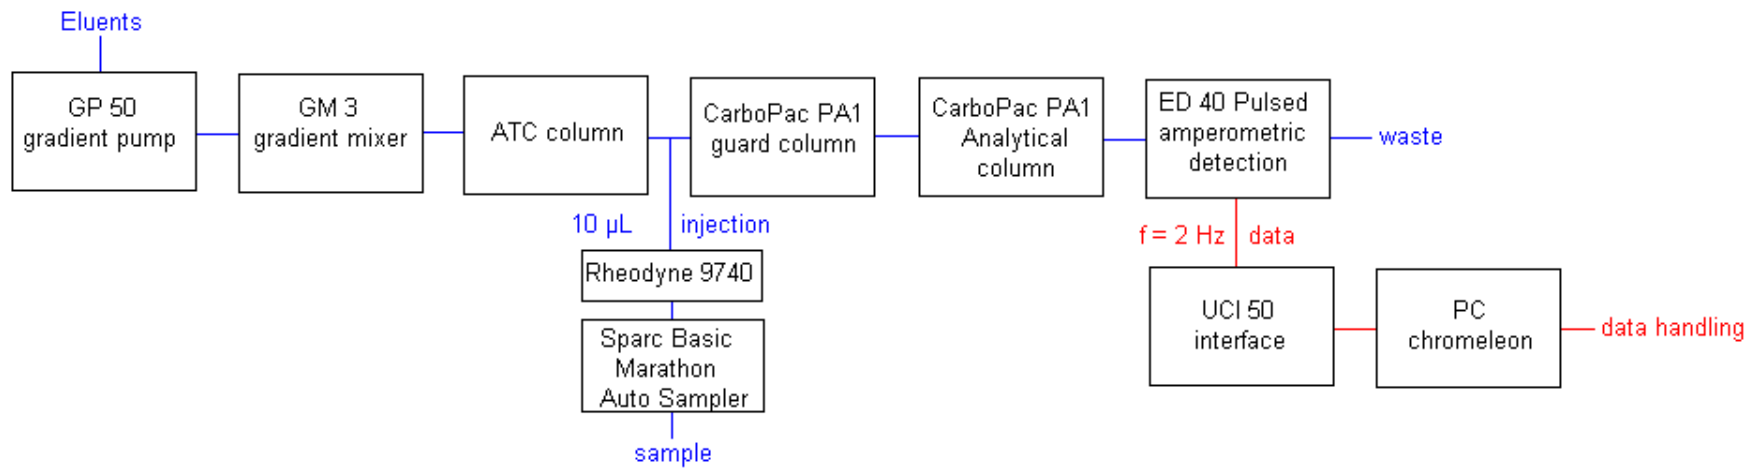 Eluents
GP 50
gradient pump
GM 3
gradient mixer
ATC column
CarboPac PA1
guard column
CarboPac PA1
Analytical
column
ED 40 Pulsed
amperometric
detection
waste
10 µL injection
f = 2 Hz data
Rheodyne 9740
Sparc Basic
Marathon
Auto Sampler
sample
UCI 50
interface
PC
chromeleon
data handling